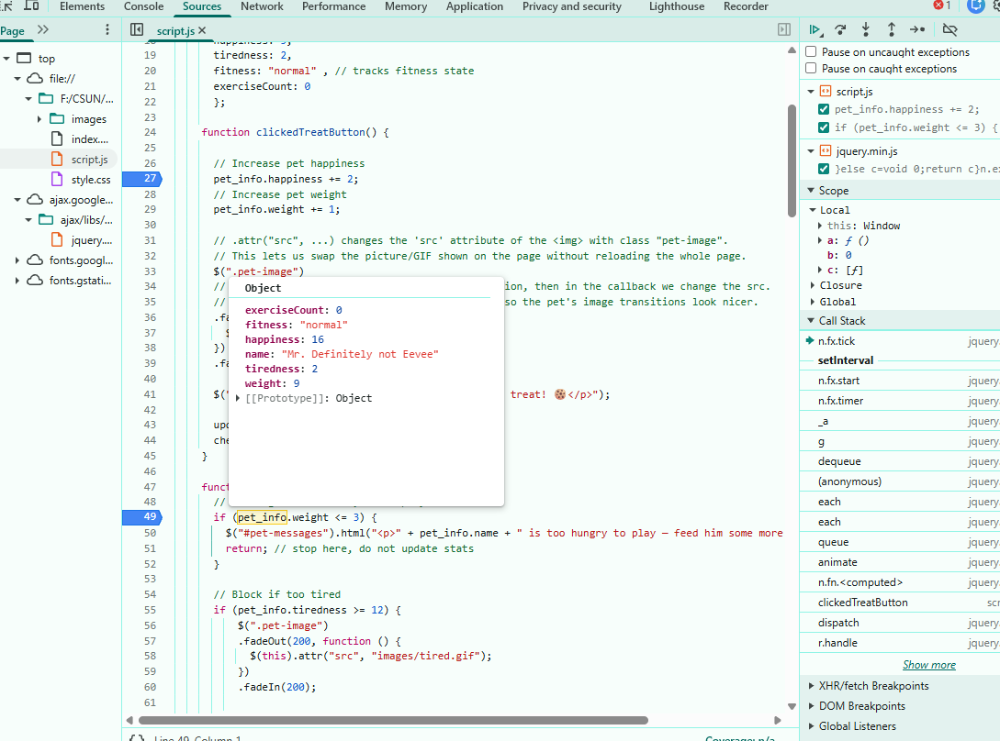 Elements Console Sources Network Performance Memory Application Privacy and security Lighthouse Recorder 1
Page
script.js
top
file://
F:/CSUN/...
images
index....
script.js
style.css
ajax.google...
ajax/libs/...
jquery....
fonts.googl...
fonts.gstati...
19 tiredness: 2,
20 fitness: "normal" , // tracks fitness state
21 exerciseCount: 0
22 };
23
24 function clickedTreatButton() {
25
26 // Increase pet happiness
27 pet_info.happiness += 2;
28 // Increase pet weight
29 pet_info.weight += 1;
30
31 // .attr("src", ...) changes the 'src' attribute of the <img> with class "pet-image".
32 // This lets us swap the picture/GIF shown on the page without reloading the whole page.
33 $(".pet-image")
34 // ion, then in the callback we change the src.
35 // so the pet's image transitions look nicer.
36 .fa
37 $
38 })
39 .fa
40
41 $(" treat! 🍪</p>");
42
43 upd
44 che
45 }
46
47 funct
48 //
49 if (pet_info.weight <= 3) {
50 $("#pet-messages").html("<p>" + pet_info.name + " is too hungry to play — feed him some more
51 return; // stop here, do not update stats
52 }
53
54 // Block if too tired
55 if (pet_info.tiredness >= 12) {
56 $(".pet-image")
57 .fadeOut(200, function () {
58 $(this).attr("src", "images/tired.gif");
59 })
60 .fadeIn(200);
61
Object
exerciseCount: 0
fitness: "normal"
happiness: 16
name: "Mr. Definitely not Eevee"
tiredness: 2
weight: 9
[[Prototype]]: Object
{} Line 49, Column 1 Coverage: n/a
Pause on uncaught exceptions
Pause on caught exceptions
script.js
pet_info.happiness += 2;
if (pet_info.weight <= 3) {
jquery.min.js
}else c=void 0;return c}n.ex
Scope
Local
this: Window
a: ƒ ()
b: 0
c: [ƒ]
Closure
Global
Call Stack
n.fx.tick jquery.
setInterval
n.fx.start jquery.
n.fx.timer jquery.
_a jquery.
g jquery.
dequeue jquery.
(anonymous) jquery.
each jquery.
each jquery.
queue jquery.
animate jquery.
n.fn.<computed> jquery.
clickedTreatButton scr
dispatch jquery.
r.handle jquery.
Show more
XHR/fetch Breakpoints
DOM Breakpoints
Global Listeners